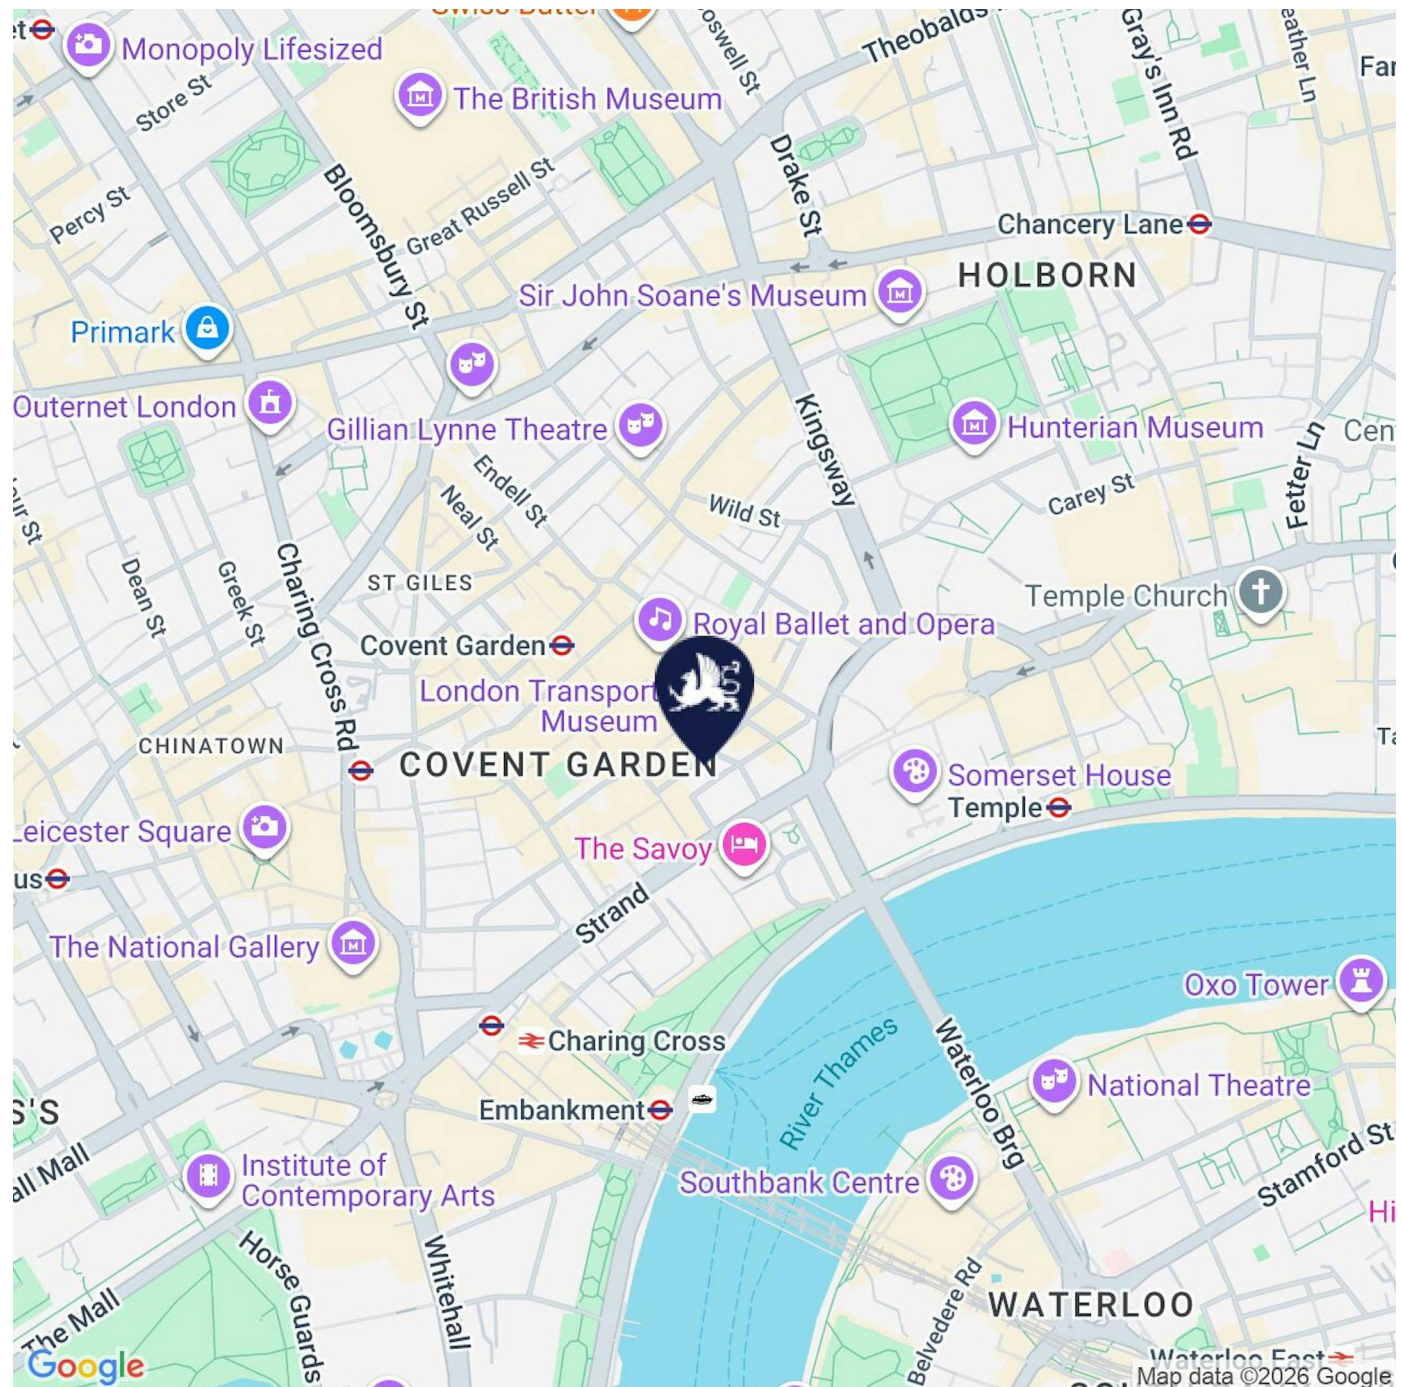 Monopoly Lifesized
Store St
The British Museum
Theobalds
Gray's Inn Rd
Percy St
Bloomsbury St
Great Russell St
Drake St
Chancery Lane
HOLBORN
Sir John Soane's Museum
Primark
Outernet London
Gillian Lynne Theatre
Kingsway
Hunterian Museum
Endell St
Neal St
Wild St
Carey St
Fetter Ln
Dean St
Greek St
Charing Cross Rd
ST GILES
Temple Church
Covent Garden
Royal Ballet and Opera
London Transport
Museum
CHINATOWN
COVENT GARDEN
Somerset House
Temple
Leicester Square
The Savoy
Strand
The National Gallery
Oxo Tower
River Thames
Waterloo Brg
Charing Cross
National Theatre
Embankment
Institute of
Contemporary Arts
Southbank Centre
Stamford St
Horse Guards
Whitehall
The Mall
Belvedere Rd
WATERLOO
Waterloo East
Google
Map data ©2026 Google